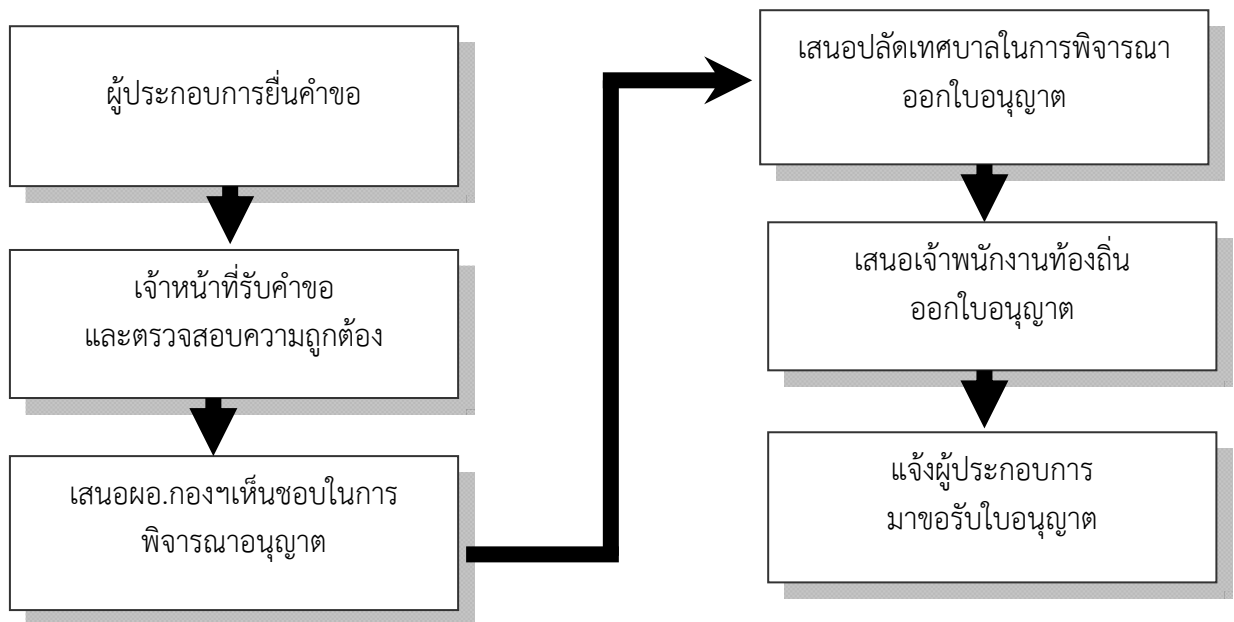 ผู้ประกอบการยื่นคำขอ
เจ้าหน้าที่รับคำขอ
และตรวจสอบความถูกต้อง
เสนอผอ.กองฯเห็นชอบในการ
พิจารณาอนุญาต
เสนอปลัดเทศบาลในการพิจารณา
ออกใบอนุญาต
เสนอเจ้าพนักงานท้องถิ่น
ออกใบอนุญาต
แจ้งผู้ประกอบการ
มาขอรับใบอนุญาต